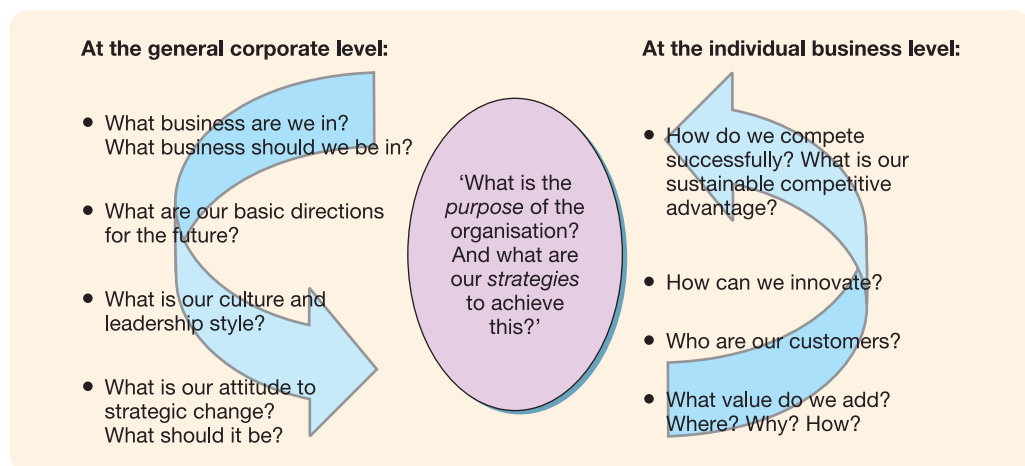 At the general corporate level:
• What business are we in?
What business should we be in?
• What are our basic directions
for the future?
• What is our culture and
leadership style?
• What is our attitude to
strategic change?
What should it be?
‘What is the
purpose of the
organisation?
And what are
our strategies
to achieve
this?’
At the individual business level:
• How do we compete
successfully? What is our
sustainable competitive
advantage?
• How can we innovate?
• Who are our customers?
• What value do we add?
Where? Why? How?